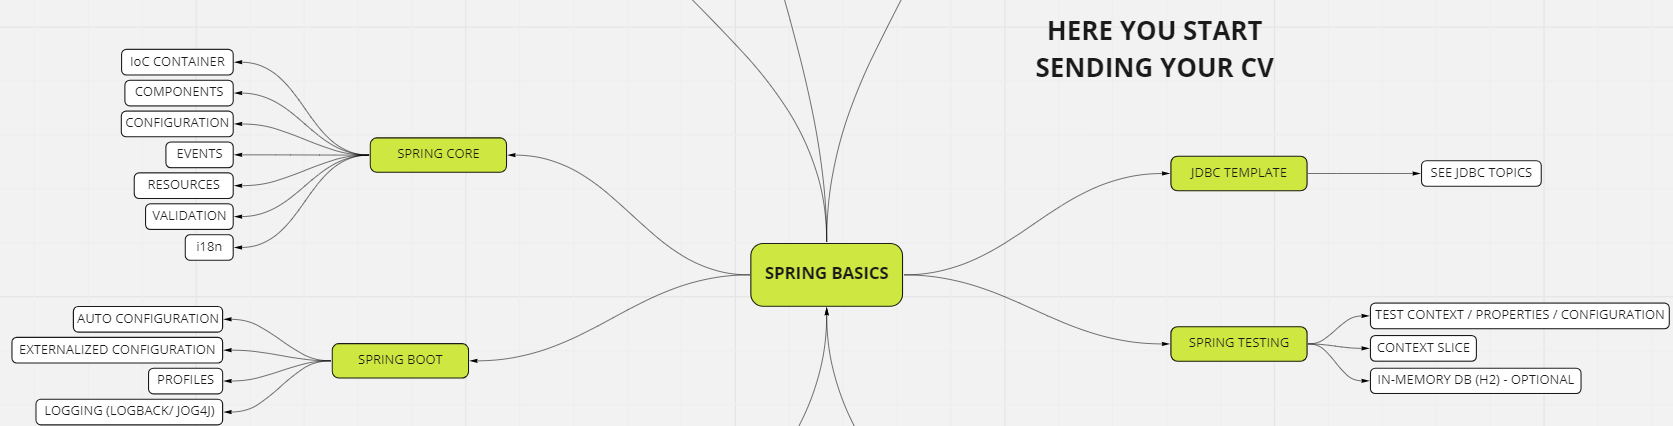 HERE YOU START
SENDING YOUR CV
IoC CONTAINER
COMPONENTS
CONFIGURATION
EVENTS
RESOURCES
VALIDATION
i18n
SPRING CORE
AUTO CONFIGURATION
EXTERNALIZED CONFIGURATION
PROFILES
LOGGING (LOGBACK/ JOG4J)
SPRING BOOT
SPRING BASICS
JDBC TEMPLATE
SEE JDBC TOPICS
SPRING TESTING
TEST CONTEXT / PROPERTIES / CONFIGURATION
CONTEXT SLICE
IN-MEMORY DB (H2) - OPTIONAL